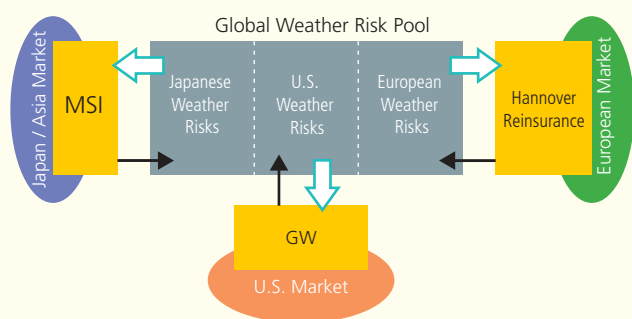 Global Weather Risk Pool
Japan / Asia Market
MSI
Japanese
Weather
Risks
U.S.
Weather
Risks
European
Weather
Risks
Hannover
Reinsurance
European Market
GW
U.S. Market